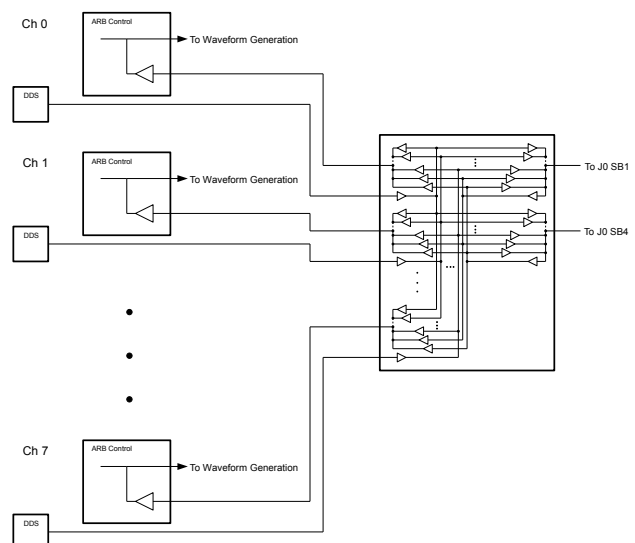 Ch 0
ARB Control
To Waveform Generation
DDS
Ch 1
ARB Control
To J0 SB1
To Waveform Generation
DDS
To J0 SB4
Ch 7
ARB Control
To Waveform Generation
DDS